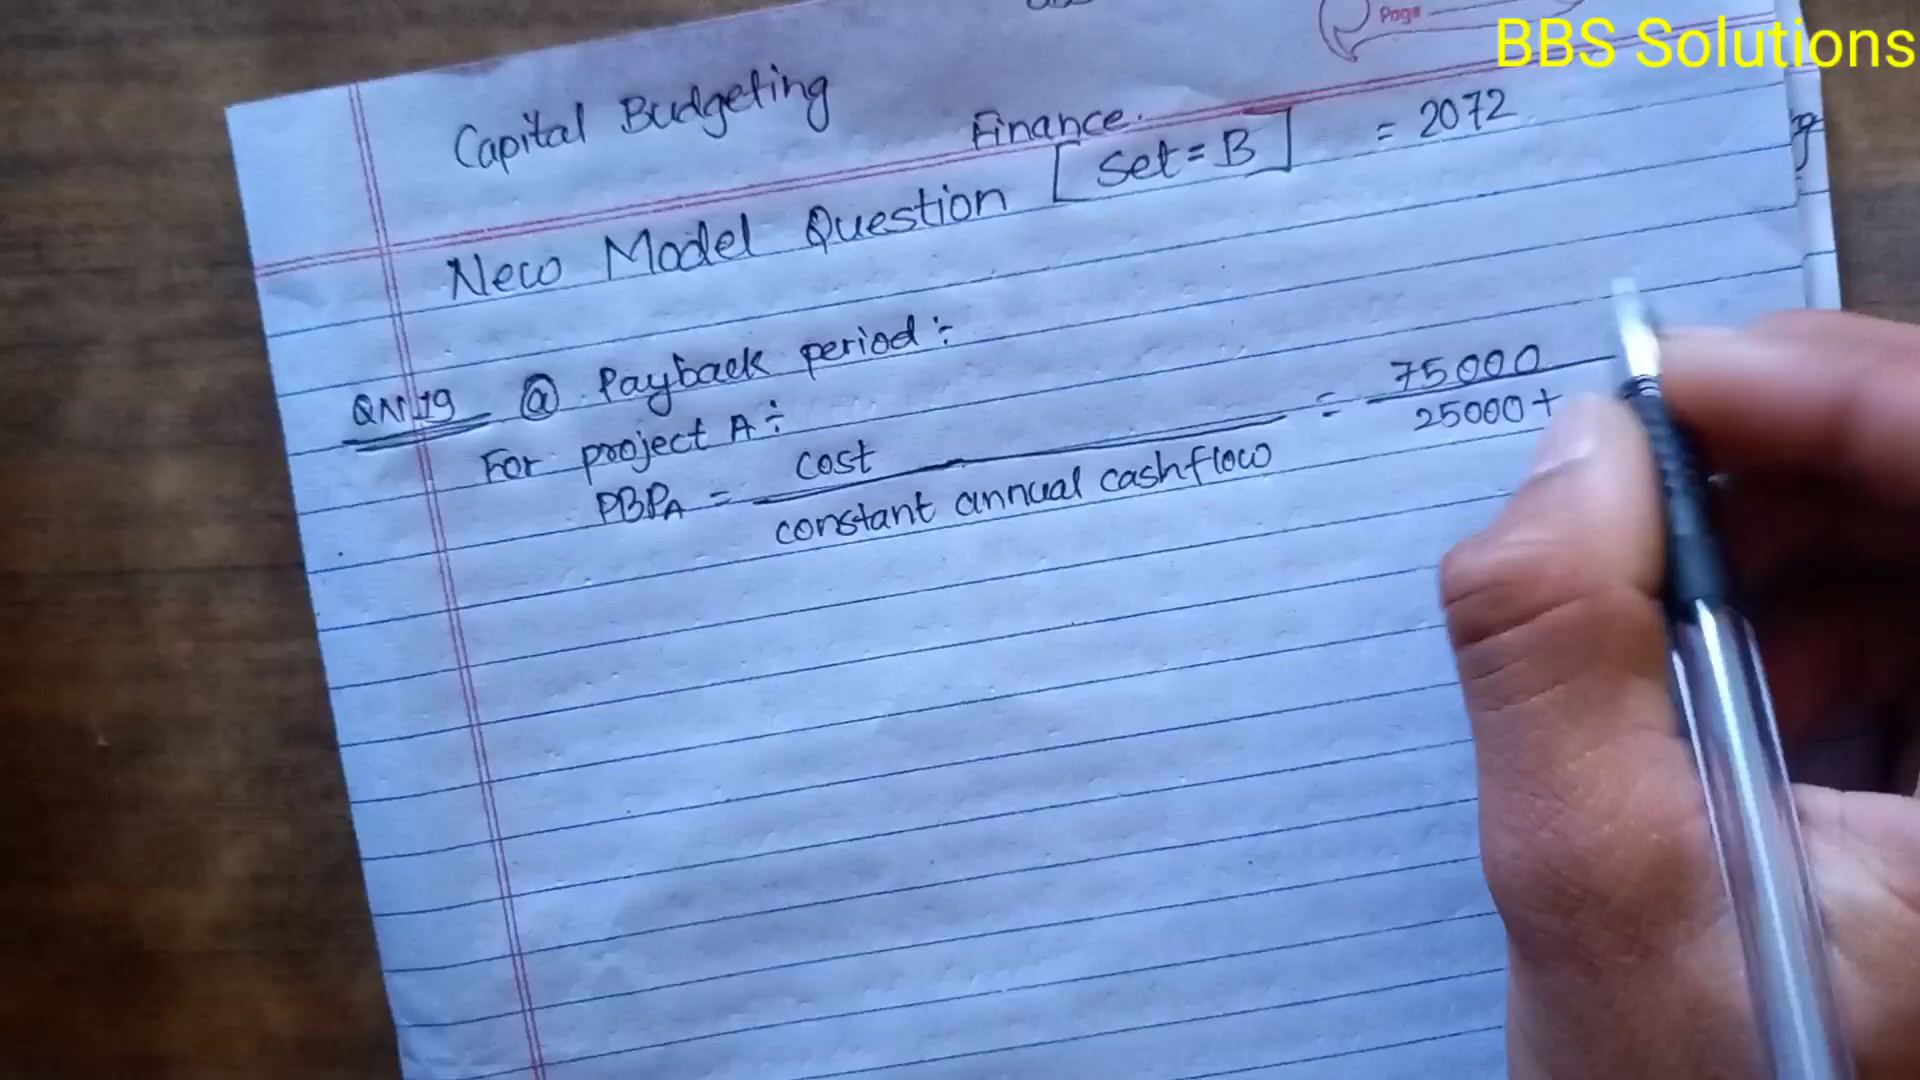 Page
BBS Solutions
Capital Budgeting
Finance.
New Model Question [Set = B] = 2072
QN.19 @ Payback period :-
For project A ÷
PBPA = cost / constant annual cashflow = 75000 / 25000 +